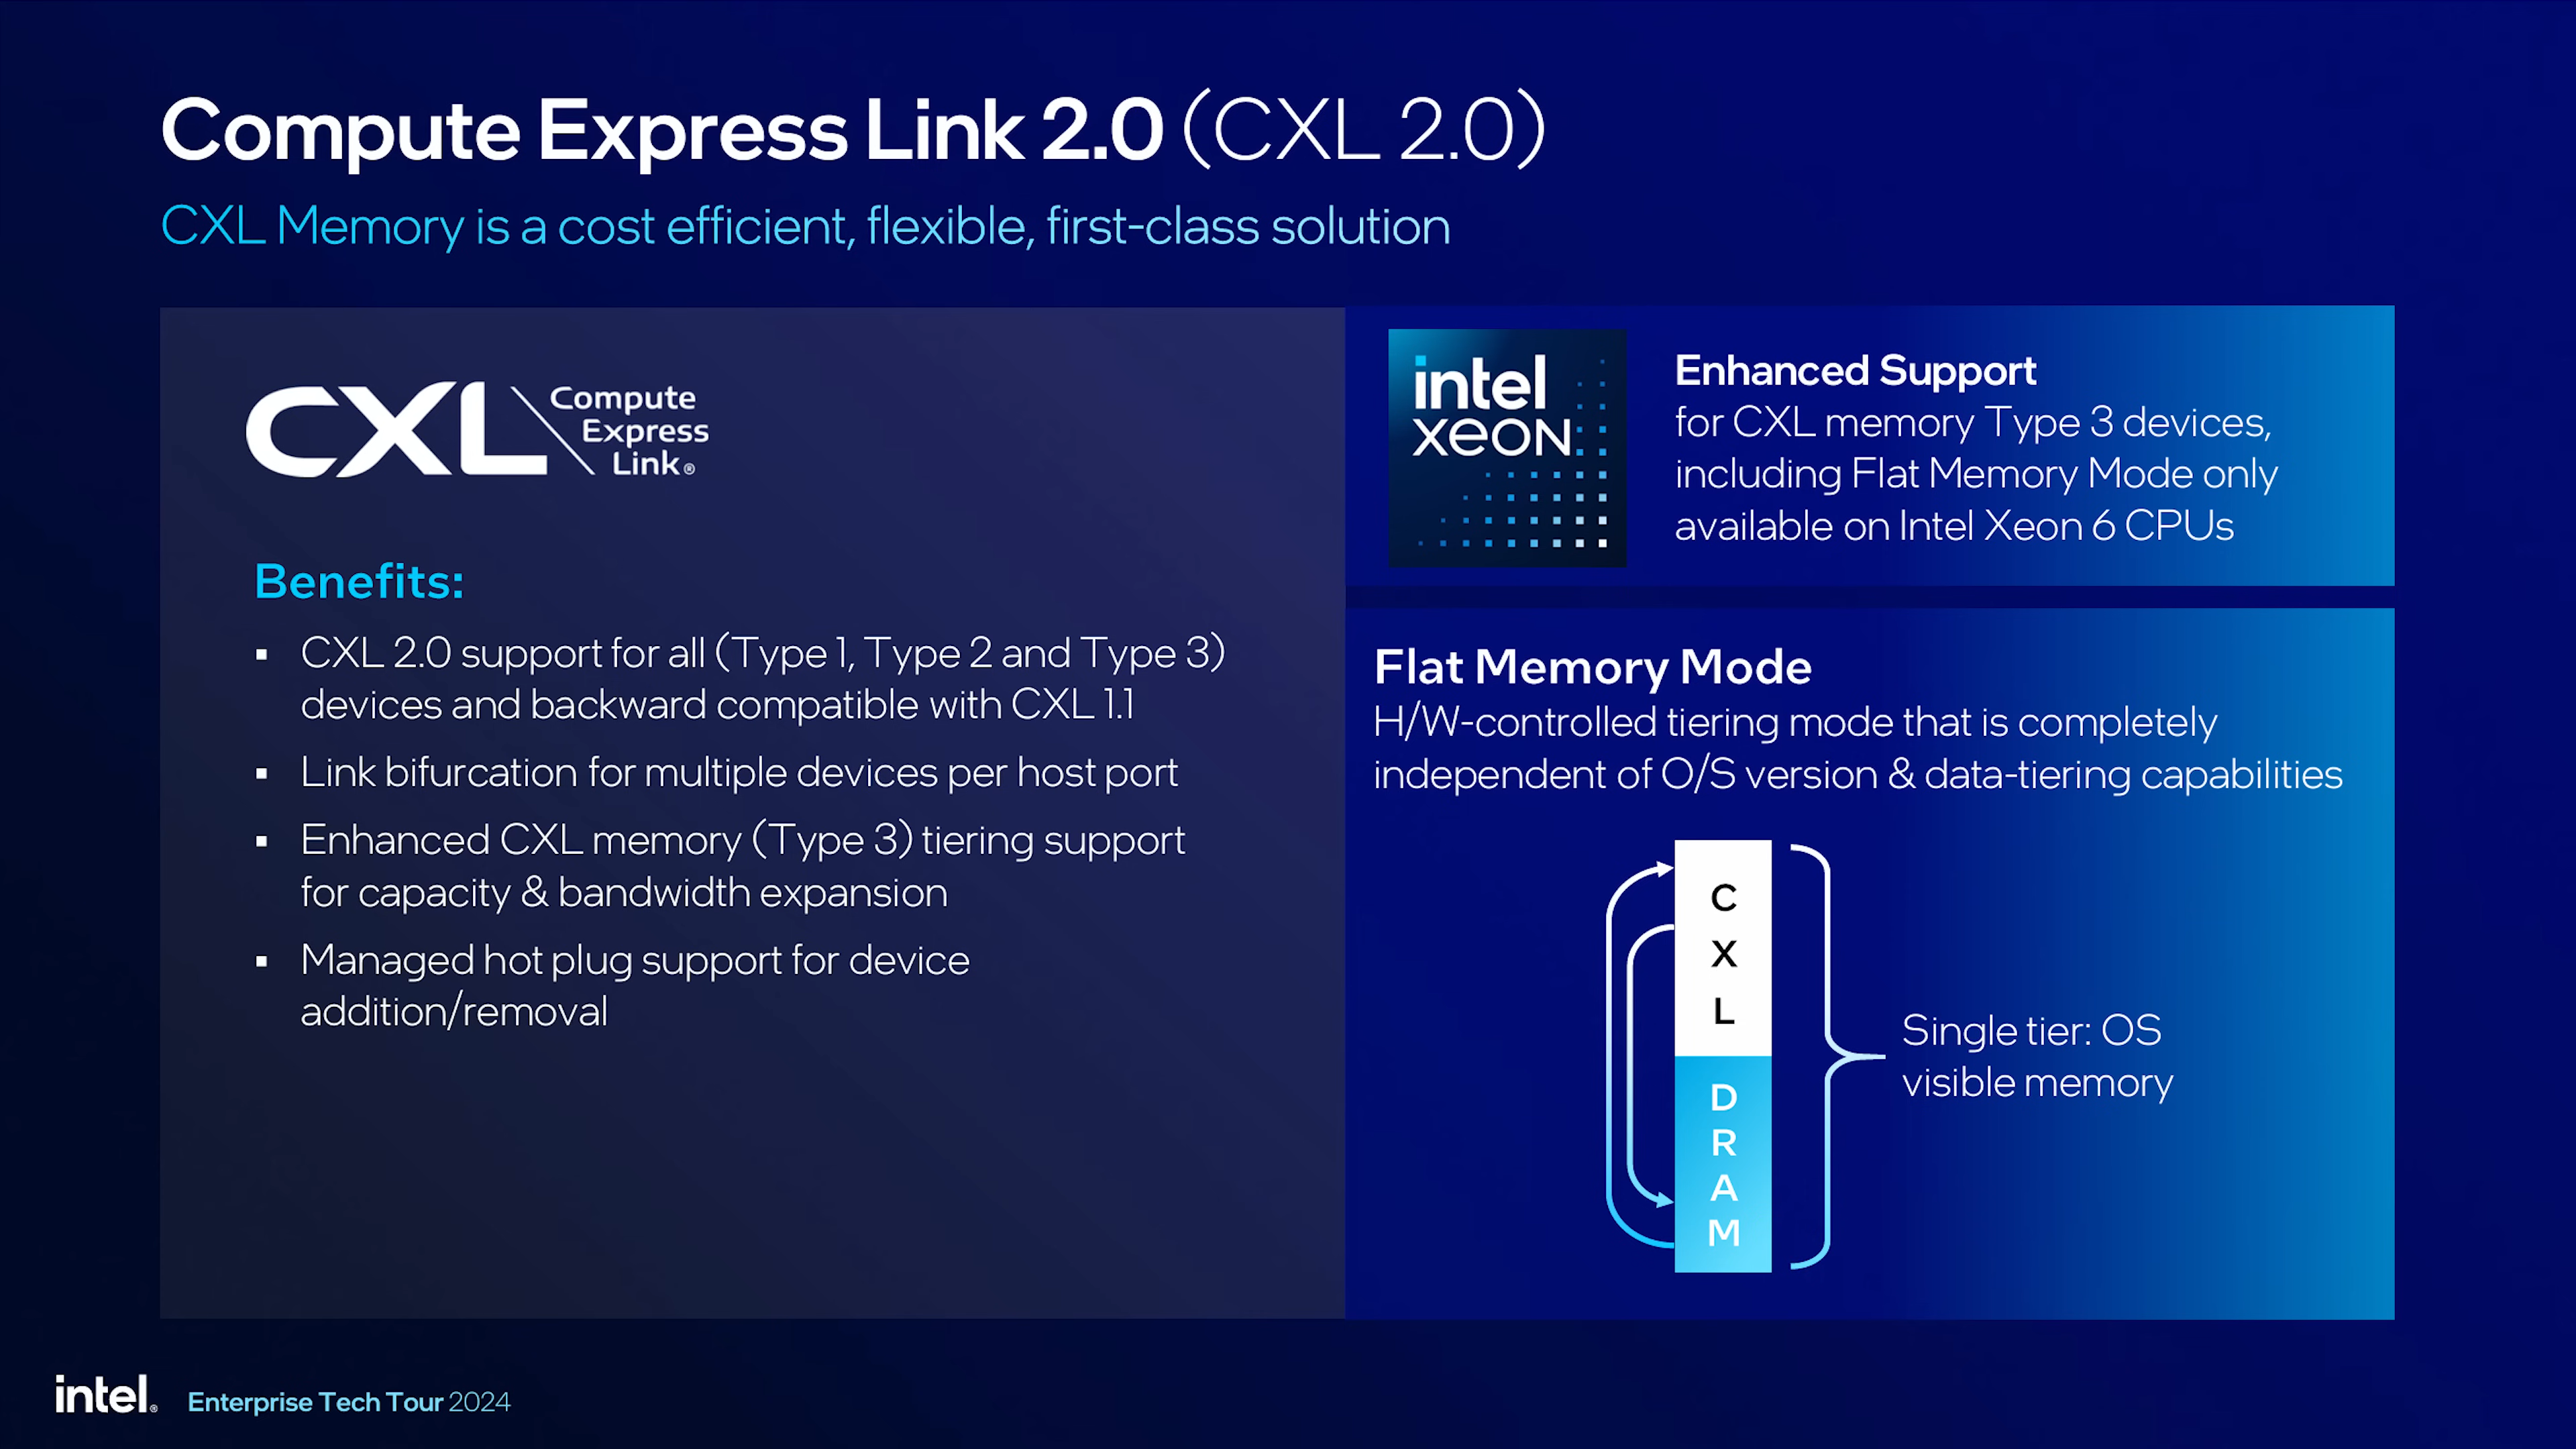 Compute Express Link 2.0 (CXL 2.0)
CXL Memory is a cost efficient, flexible, first-class solution
CXL Compute
Express
Link®
Benefits:
▪ CXL 2.0 support for all (Type 1, Type 2 and Type 3)
devices and backward compatible with CXL 1.1
▪ Link bifurcation for multiple devices per host port
▪ Enhanced CXL memory (Type 3) tiering support
for capacity & bandwidth expansion
▪ Managed hot plug support for device
addition/removal
intel
xeon
Enhanced Support
for CXL memory Type 3 devices,
including Flat Memory Mode only
available on Intel Xeon 6 CPUs
Flat Memory Mode
H/W-controlled tiering mode that is completely
independent of O/S version & data-tiering capabilities
C
X
L
D
R
A
M
Single tier: OS
visible memory
intel® Enterprise Tech Tour 2024